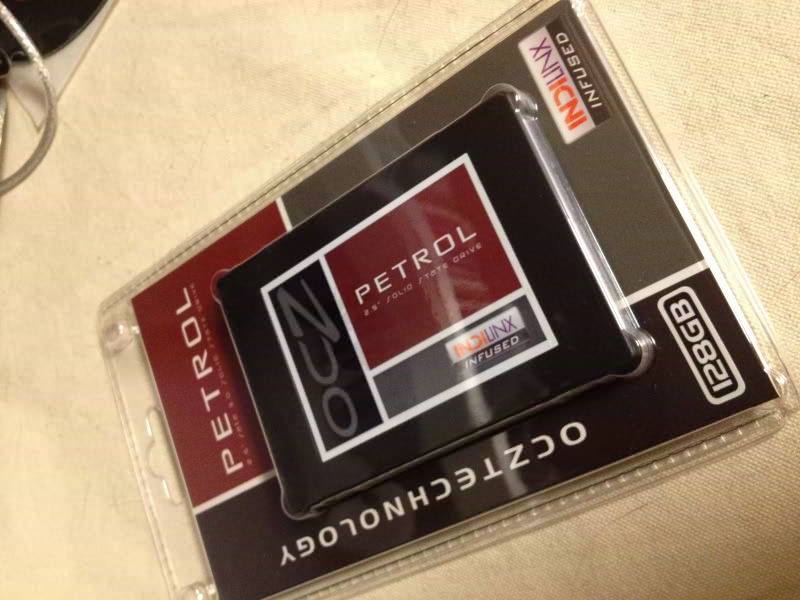 INDILINX
INFUSED
OCZ
PETROL
2.5" SOLID STATE DRIVE
INDILINX
INFUSED
128GB
PETROL
OCZTECHNOLOGY